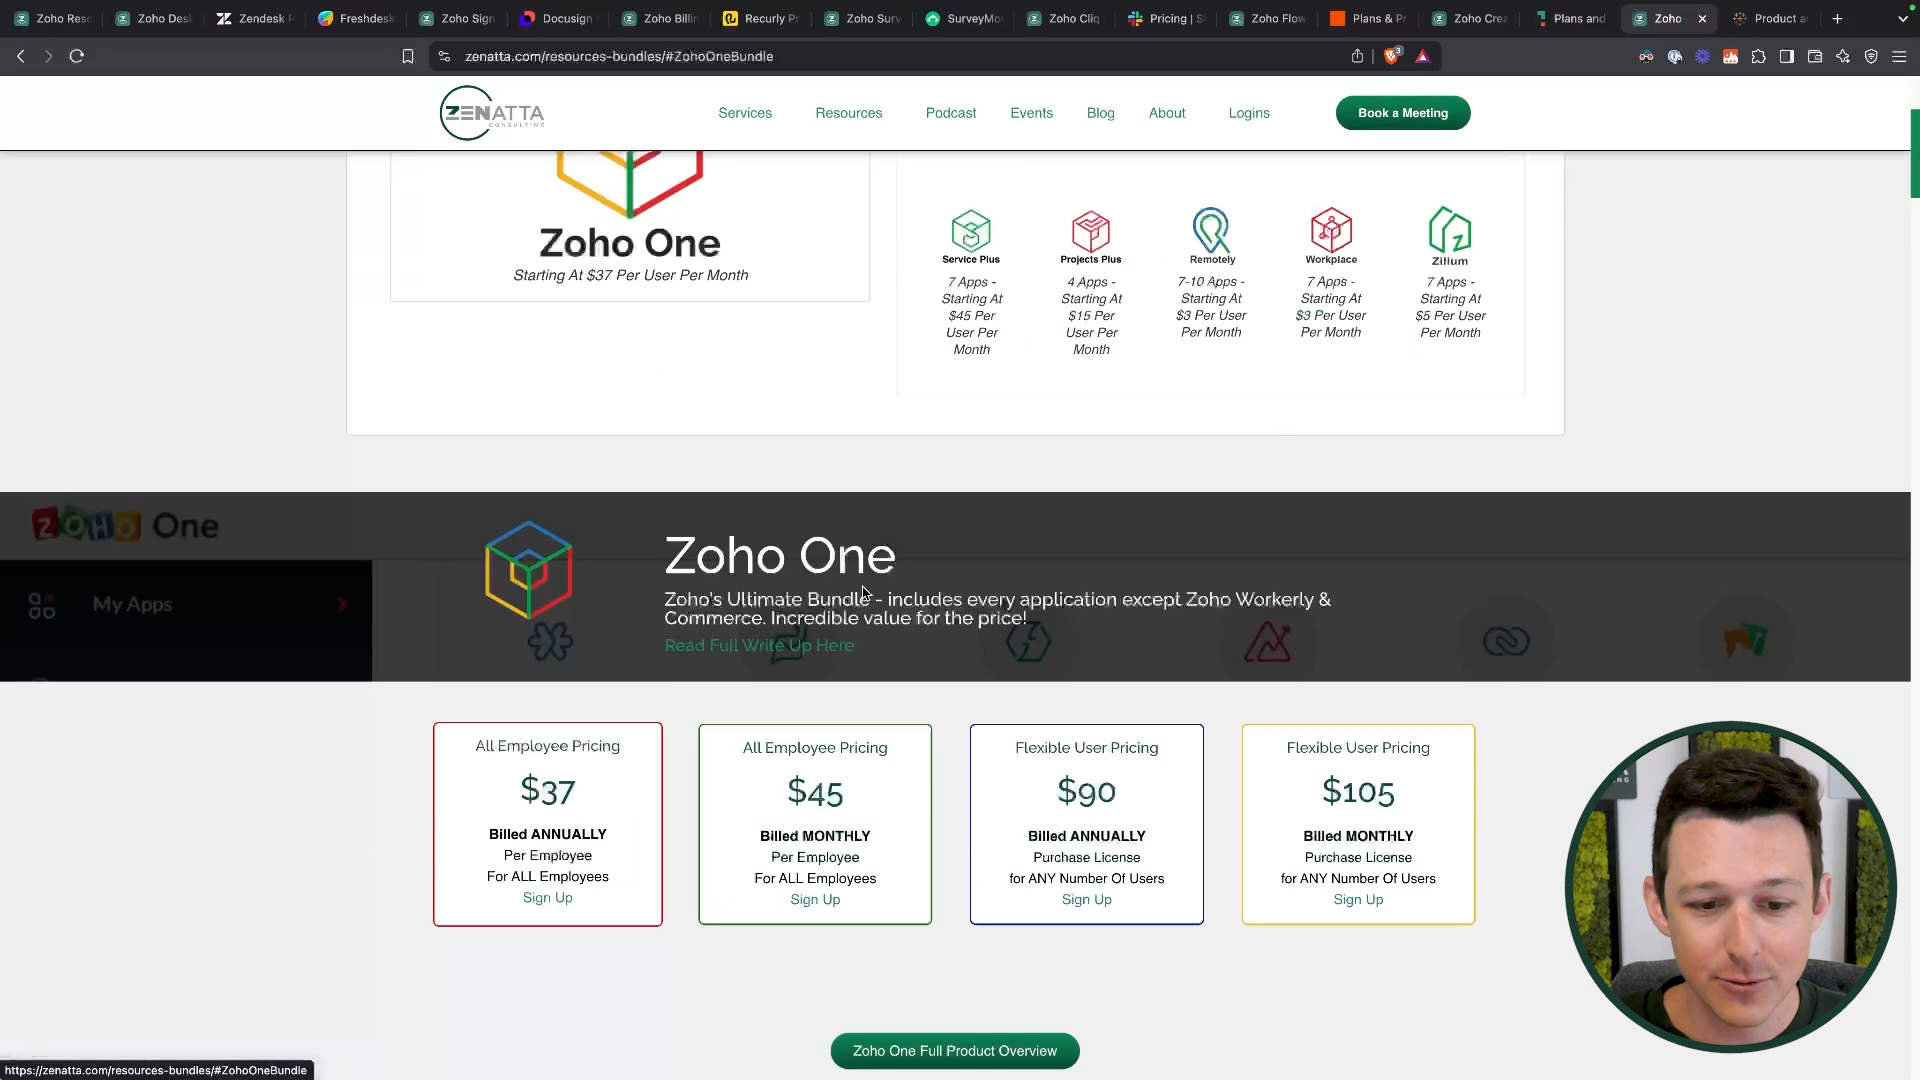 Zoho Resc
Zoho Desk
Zendesk P
Freshdesk
Zoho Sign
Docusign
Zoho Billin
Recurly Pr
Zoho Surv
SurveyMo
Zoho Cliq
Pricing | S
Zoho Flow
Plans & Pr
Zoho Crea
Plans and
Zoho
Product a
zenatta.com/resources-bundles/#ZohoOneBundle
3
ZENATTA
CONSULTING
Services
Resources
Podcast
Events
Blog
About
Logins
Book a Meeting
Zoho One
Starting At $37 Per User Per Month
Service Plus
7 Apps -
Starting At
$45 Per
User Per
Month
Projects Plus
4 Apps -
Starting At
$15 Per
User Per
Month
Remotely
7-10 Apps -
Starting At
$3 Per User
Per Month
Workplace
7 Apps -
Starting At
$3 Per User
Per Month
Zilium
7 Apps -
Starting At
$5 Per User
Per Month
ZOHO One
My Apps
Zoho One
Zoho's Ultimate Bundle - includes every application except Zoho Workerly &
Commerce. Incredible value for the price!
Read Full Write Up Here
All Employee Pricing
$37
Billed ANNUALLY
Per Employee
For ALL Employees
Sign Up
All Employee Pricing
$45
Billed MONTHLY
Per Employee
For ALL Employees
Sign Up
Flexible User Pricing
$90
Billed ANNUALLY
Purchase License
for ANY Number Of Users
Sign Up
Flexible User Pricing
$105
Billed MONTHLY
Purchase License
for ANY Number Of Users
Sign Up
Zoho One Full Product Overview
https://zenatta.com/resources-bundles/#ZohoOneBundle